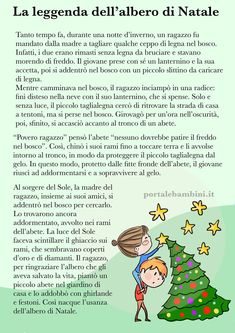 La leggenda dell'albero di Natale
Tanto tempo fa, durante una notte d'inverno, un ragazzo fu
mandato dalla madre a tagliare qualche ceppo di legna nel bosco.
Infatti, i due erano rimasti senza legna da bruciare e stavano
morendo di freddo. Il giovane prese con sé un lanternino e la sua
accetta, poi si addentrò nel bosco con un piccolo slittino da caricare
di legna.
Mentre camminava nel bosco, il ragazzo inciampò in una radice:
finì disteso nella neve con il suo lanternino, che si spense. Solo e
senza luce, il piccolo taglialegna cercò di ritrovare la strada di casa
a tentoni, ma si perse nel bosco. Girovagò per un'ora nell'oscurità,
poi, sfinito, si accasciò accanto al tronco di un abete.
"Povero ragazzo" pensò l'abete "nessuno dovrebbe patire il freddo
nel bosco". Così, chinò i suoi rami fino a toccare terra e li avvolse
intorno al tronco, in modo da proteggere il piccolo taglialegna dal
gelo. In questo modo, protetto dalle fitte fronde dell'abete, il giovane
riuscì ad addormentarsi e a sopravvivere al gelo.
Al sorgere del Sole, la madre del
ragazzo, insieme ai suoi amici, si
addentrò nel bosco per cercarlo.
Lo trovarono ancora
addormentato, avvolto nei rami
dell'abete. La luce del Sole
faceva scintillare il ghiaccio sui
rami, che sembravano coperti
d'oro e di diamanti. Il ragazzo,
per ringraziare l'albero che gli
aveva salvato la vita, piantò un
piccolo abete nel giardino di
casa e lo addobbò con ghirlande
e festoni. Così nacque l'usanza
dell'albero di Natale.
portalebambini.it